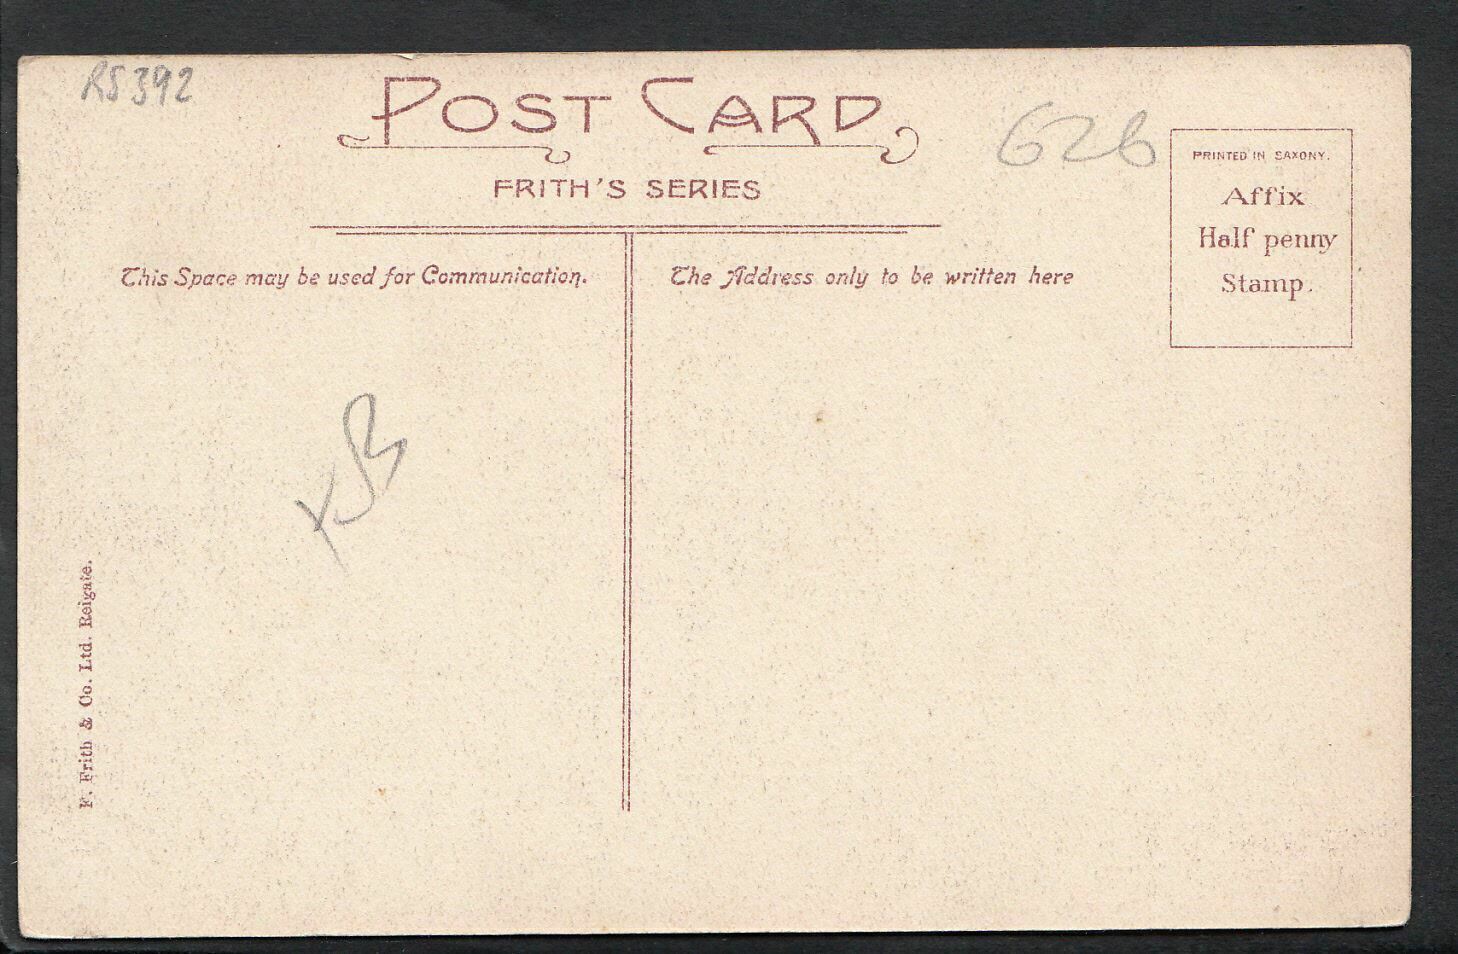 RS392
POST CARD
626
FRITH'S SERIES
PRINTED IN SAXONY.
Affix
Half penny
Stamp.
This Space may be used for Communication.
The Address only to be written here
F. Frith & Co. Ltd. Reigate.